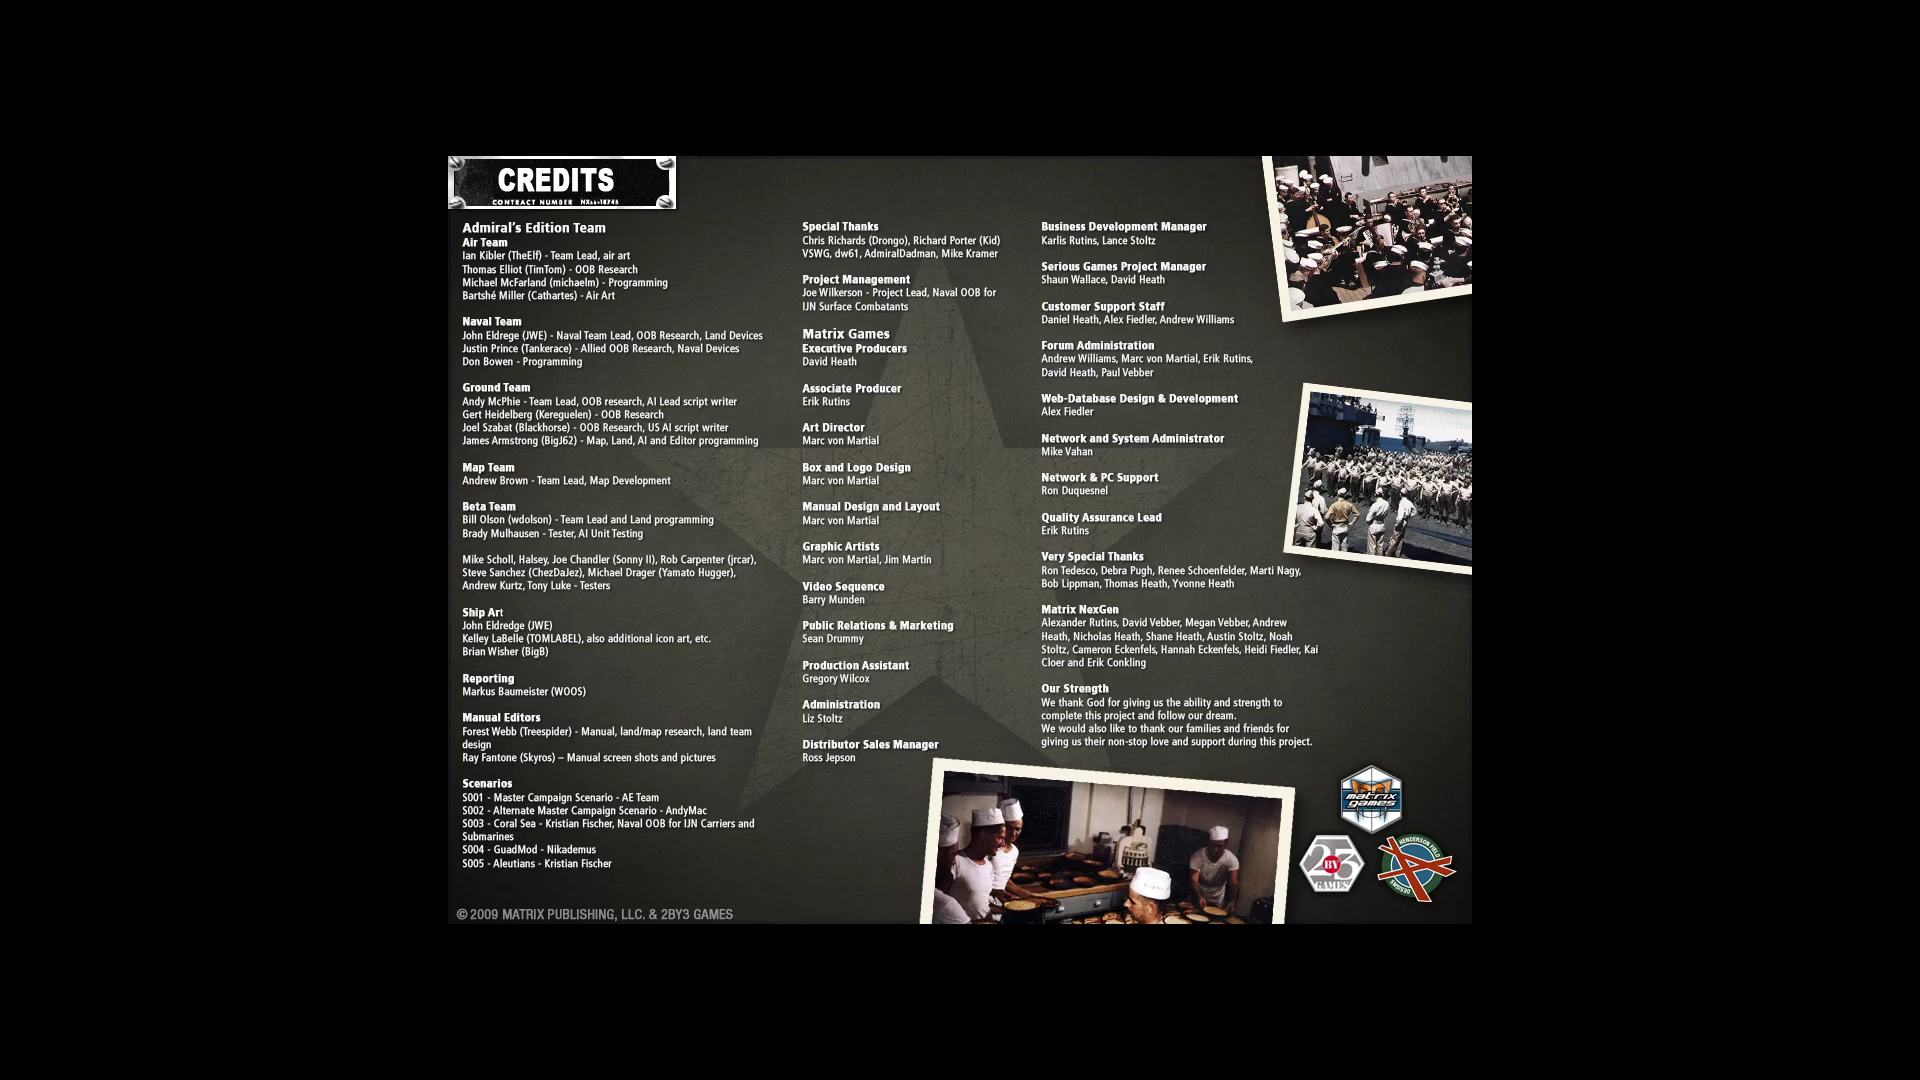 CREDITS
CONTRACT NUMBER NXss-18745
Admiral's Edition Team
Air Team
Ian Kibler (TheElf) - Team Lead, air art
Thomas Elliot (TimTom) - OOB Research
Michael McFarland (michaelm) - Programming
Bartshé Miller (Cathartes) - Air Art
Naval Team
John Eldrege (JWE) - Naval Team Lead, OOB Research, Land Devices
Justin Prince (Tankerace) - Allied OOB Research, Naval Devices
Don Bowen - Programming
Ground Team
Andy McPhie - Team Lead, OOB research, AI Lead script writer
Gert Heidelberg (Kereguelen) - OOB Research
Joel Szabat (Blackhorse) - OOB Research, US AI script writer
James Armstrong (BigJ62) - Map, Land, AI and Editor programming
Map Team
Andrew Brown - Team Lead, Map Development
Beta Team
Bill Olson (wdolson) - Team Lead and Land programming
Brady Mulhausen - Tester, AI Unit Testing
Mike Scholl, Halsey, Joe Chandler (Sonny II), Rob Carpenter (jrcar),
Steve Sanchez (ChezDaJez), Michael Drager (Yamato Hugger),
Andrew Kurtz, Tony Luke - Testers
Ship Art
John Eldredge (JWE)
Kelley LaBelle (TOMLABEL), also additional icon art, etc.
Brian Wisher (BigB)
Reporting
Markus Baumeister (WOOS)
Manual Editors
Forest Webb (Treespider) - Manual, land/map research, land team
design
Ray Fantone (Skyros) – Manual screen shots and pictures
Scenarios
S001 - Master Campaign Scenario - AE Team
S002 - Alternate Master Campaign Scenario - AndyMac
S003 - Coral Sea - Kristian Fischer, Naval OOB for IJN Carriers and
Submarines
S004 - GuadMod - Nikademus
S005 - Aleutians - Kristian Fischer
© 2009 MATRIX PUBLISHING, LLC. & 2BY3 GAMES
Special Thanks
Chris Richards (Drongo), Richard Porter (Kid)
VSWG, dw61, AdmiralDadman, Mike Kramer
Project Management
Joe Wilkerson - Project Lead, Naval OOB for
IJN Surface Combatants
Matrix Games
Executive Producers
David Heath
Associate Producer
Erik Rutins
Art Director
Marc von Martial
Box and Logo Design
Marc von Martial
Manual Design and Layout
Marc von Martial
Graphic Artists
Marc von Martial, Jim Martin
Video Sequence
Barry Munden
Public Relations & Marketing
Sean Drummy
Production Assistant
Gregory Wilcox
Administration
Liz Stoltz
Distributor Sales Manager
Ross Jepson
Business Development Manager
Karlis Rutins, Lance Stoltz
Serious Games Project Manager
Shaun Wallace, David Heath
Customer Support Staff
Daniel Heath, Alex Fiedler, Andrew Williams
Forum Administration
Andrew Williams, Marc von Martial, Erik Rutins,
David Heath, Paul Vebber
Web-Database Design & Development
Alex Fiedler
Network and System Administrator
Mike Vahan
Network & PC Support
Ron Duquesnel
Quality Assurance Lead
Erik Rutins
Very Special Thanks
Ron Tedesco, Debra Pugh, Renee Schoenfelder, Marti Nagy,
Bob Lippman, Thomas Heath, Yvonne Heath
Matrix NexGen
Alexander Rutins, David Vebber, Megan Vebber, Andrew
Heath, Nicholas Heath, Shane Heath, Austin Stoltz, Noah
Stoltz, Cameron Eckenfels, Hannah Eckenfels, Heidi Fiedler, Kai
Cloer and Erik Conkling
Our Strength
We thank God for giving us the ability and strength to
complete this project and follow our dream.
We would also like to thank our families and friends for
giving us their non-stop love and support during this project.
matrix
games
2 BY 3
GAMES
HENDERSON FIELD
DESIGNS